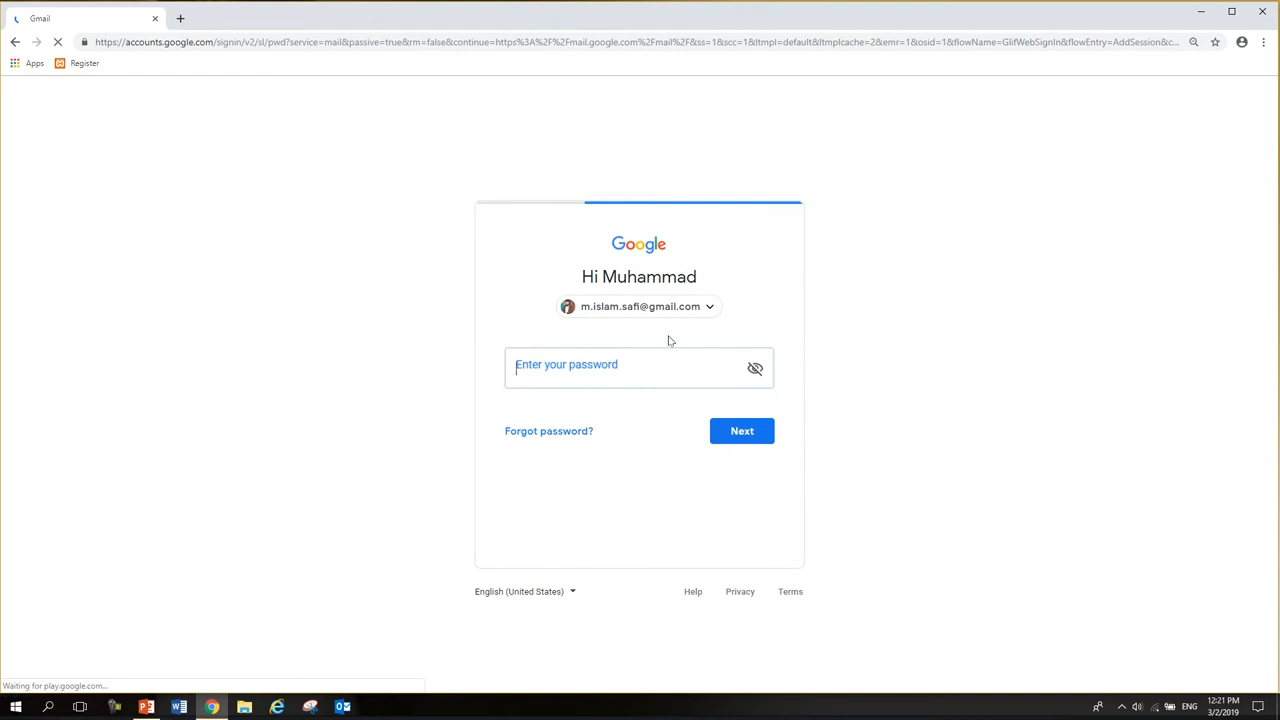 Gmail
https://accounts.google.com/signin/v2/sl/pwd?service=mail&passive=true&rm=false&continue=https%3A%2F%2Fmail.google.com%2Fmail%2F&ss=1&scc=1&ltmpl=default&ltmplcache=2&emr=1&osid=1&flowName=GlifWebSignIn&flowEntry=AddSession&c...
Apps Register
Google
Hi Muhammad
m.islam.safi@gmail.com
Enter your password
Forgot password? Next
English (United States) Help Privacy Terms
Waiting for play.google.com...
ENG
12:21 PM
3/2/2019